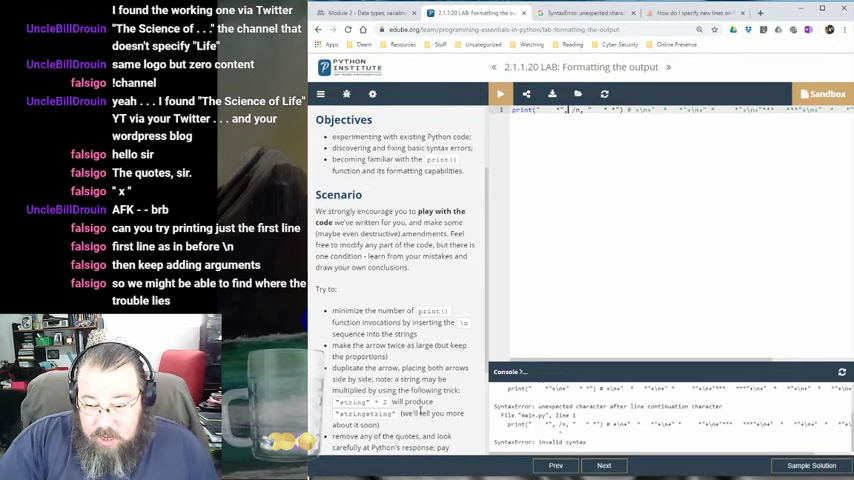 I found the working one via Twitter
UncleBillDrouin "The Science of . . ." the channel that
doesn't specify "Life"
UncleBillDrouin same logo but zero content
falsigo !channel
UncleBillDrouin yeah . . . I found "The Science of Life"
YT via your Twitter . . . and your
wordpress blog
falsigo hello sir
falsigo The quotes, sir.
falsigo " x "
UncleBillDrouin AFK - - brb
falsigo can you try printing just the first line
falsigo first line as in before \n
falsigo then keep adding arguments
falsigo so we might be able to find where the
trouble lies
Module 2 – Data types, variable
2.1.1.20 LAB: Formatting the out
SyntaxError: unexpected charact
How do I specify new lines on P
edube.org/learn/programming-essentials-in-python/lab-formatting-the-output
Apps Deem Resources Stuff Uncategorized Watching Reading Cyber Security Online Presence
PYTHON
INSTITUTE
2.1.1.20 LAB: Formatting the output
Sandbox
Objectives
experimenting with existing Python code;
discovering and fixing basic syntax errors;
becoming familiar with the print()
function and its formatting capabilities.
Scenario
We strongly encourage you to play with the
code we've written for you, and make some
(maybe even destructive) amendments. Feel
free to modify any part of the code, but there is
one condition - learn from your mistakes and
draw your own conclusions.
Try to:
minimize the number of print()
function invocations by inserting the \n
sequence into the strings
make the arrow twice as large (but keep
the proportions)
duplicate the arrow, placing both arrows
side by side; note: a string may be
multiplied by using the following trick:
"string" * 2 will produce
"stringstring" (we'll tell you more
about it soon)
remove any of the quotes, and look
carefully at Python's response; pay
1 print("    *", /n, "   * *") # +\n+"   *   *"+\n+" *     *"+\n+"***   ***"+\n+"  *   *
Console >...
print("    *", /n, "   * *") # +\n+"   *   *"+\n+" *     *"+\n+"***   ***"+\n+"  *   *
^
SyntaxError: unexpected character after line continuation character
File "main.py", line 1
print("    *", /n, "   * *") # +\n+"   *   *"+\n+" *     *"+\n+"***   ***"+\n+"  *   *
^
SyntaxError: invalid syntax
Prev
Next
Sample Solution